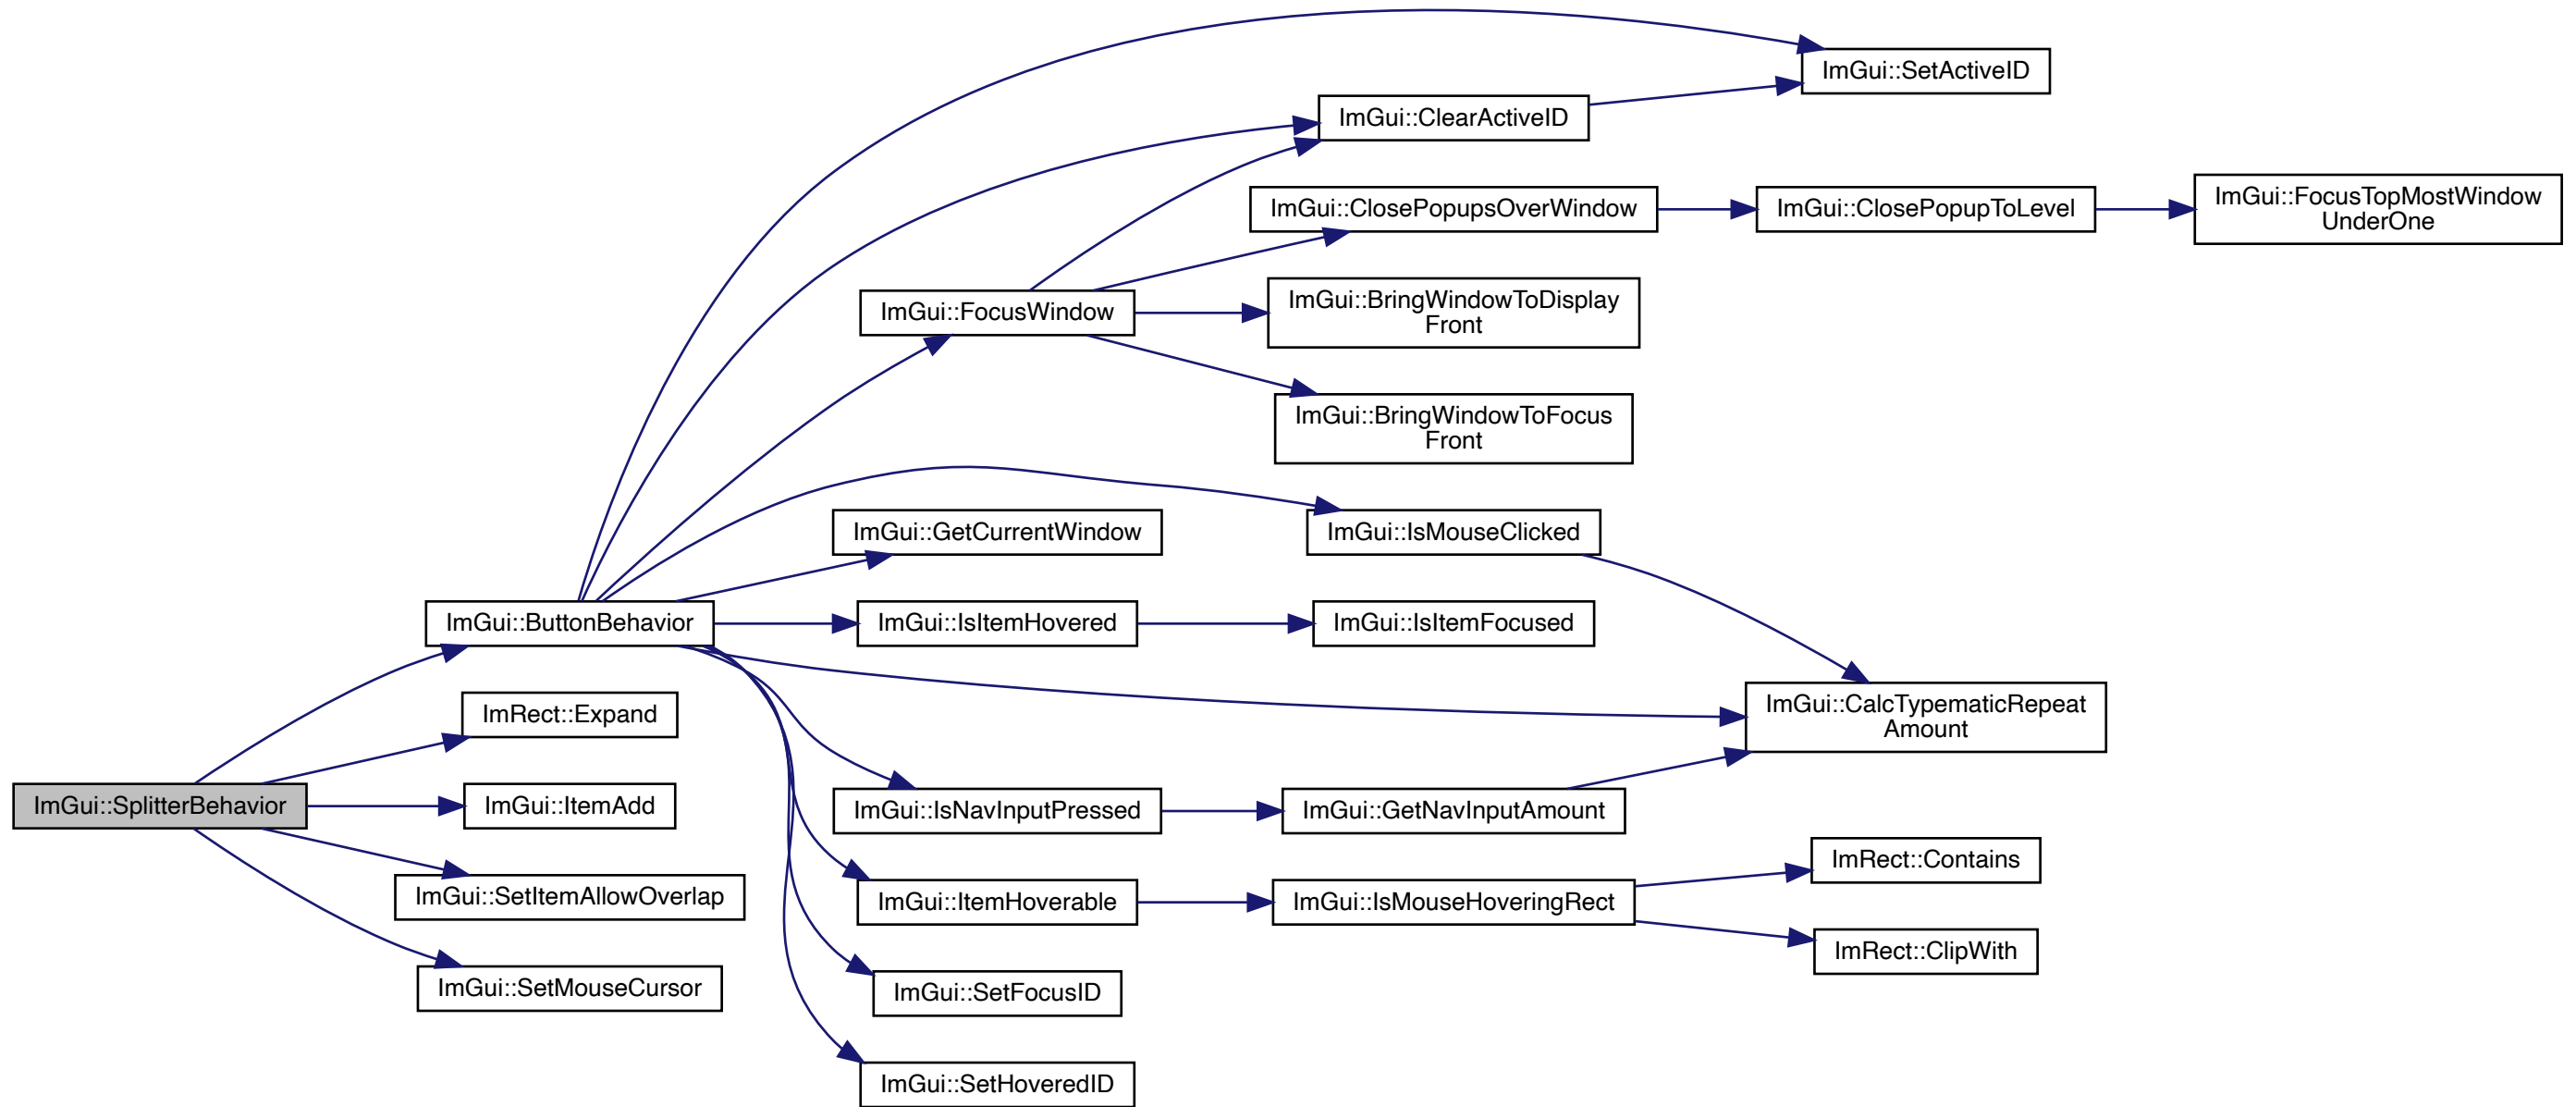 ImGui::SetActiveID
ImGui::ClearActiveID
ImGui::ClosePopupsOverWindow
ImGui::ClosePopupToLevel
ImGui::FocusTopMostWindow
UnderOne
ImGui::FocusWindow
ImGui::BringWindowToDisplay
Front
ImGui::BringWindowToFocus
Front
ImGui::GetCurrentWindow
ImGui::IsMouseClicked
ImGui::ButtonBehavior
ImGui::IsItemHovered
ImGui::IsItemFocused
ImRect::Expand
ImGui::CalcTypematicRepeat
Amount
ImGui::SplitterBehavior
ImGui::ItemAdd
ImGui::IsNavInputPressed
ImGui::GetNavInputAmount
ImRect::Contains
ImGui::SetItemAllowOverlap
ImGui::ItemHoverable
ImGui::IsMouseHoveringRect
ImRect::ClipWith
ImGui::SetMouseCursor
ImGui::SetFocusID
ImGui::SetHoveredID